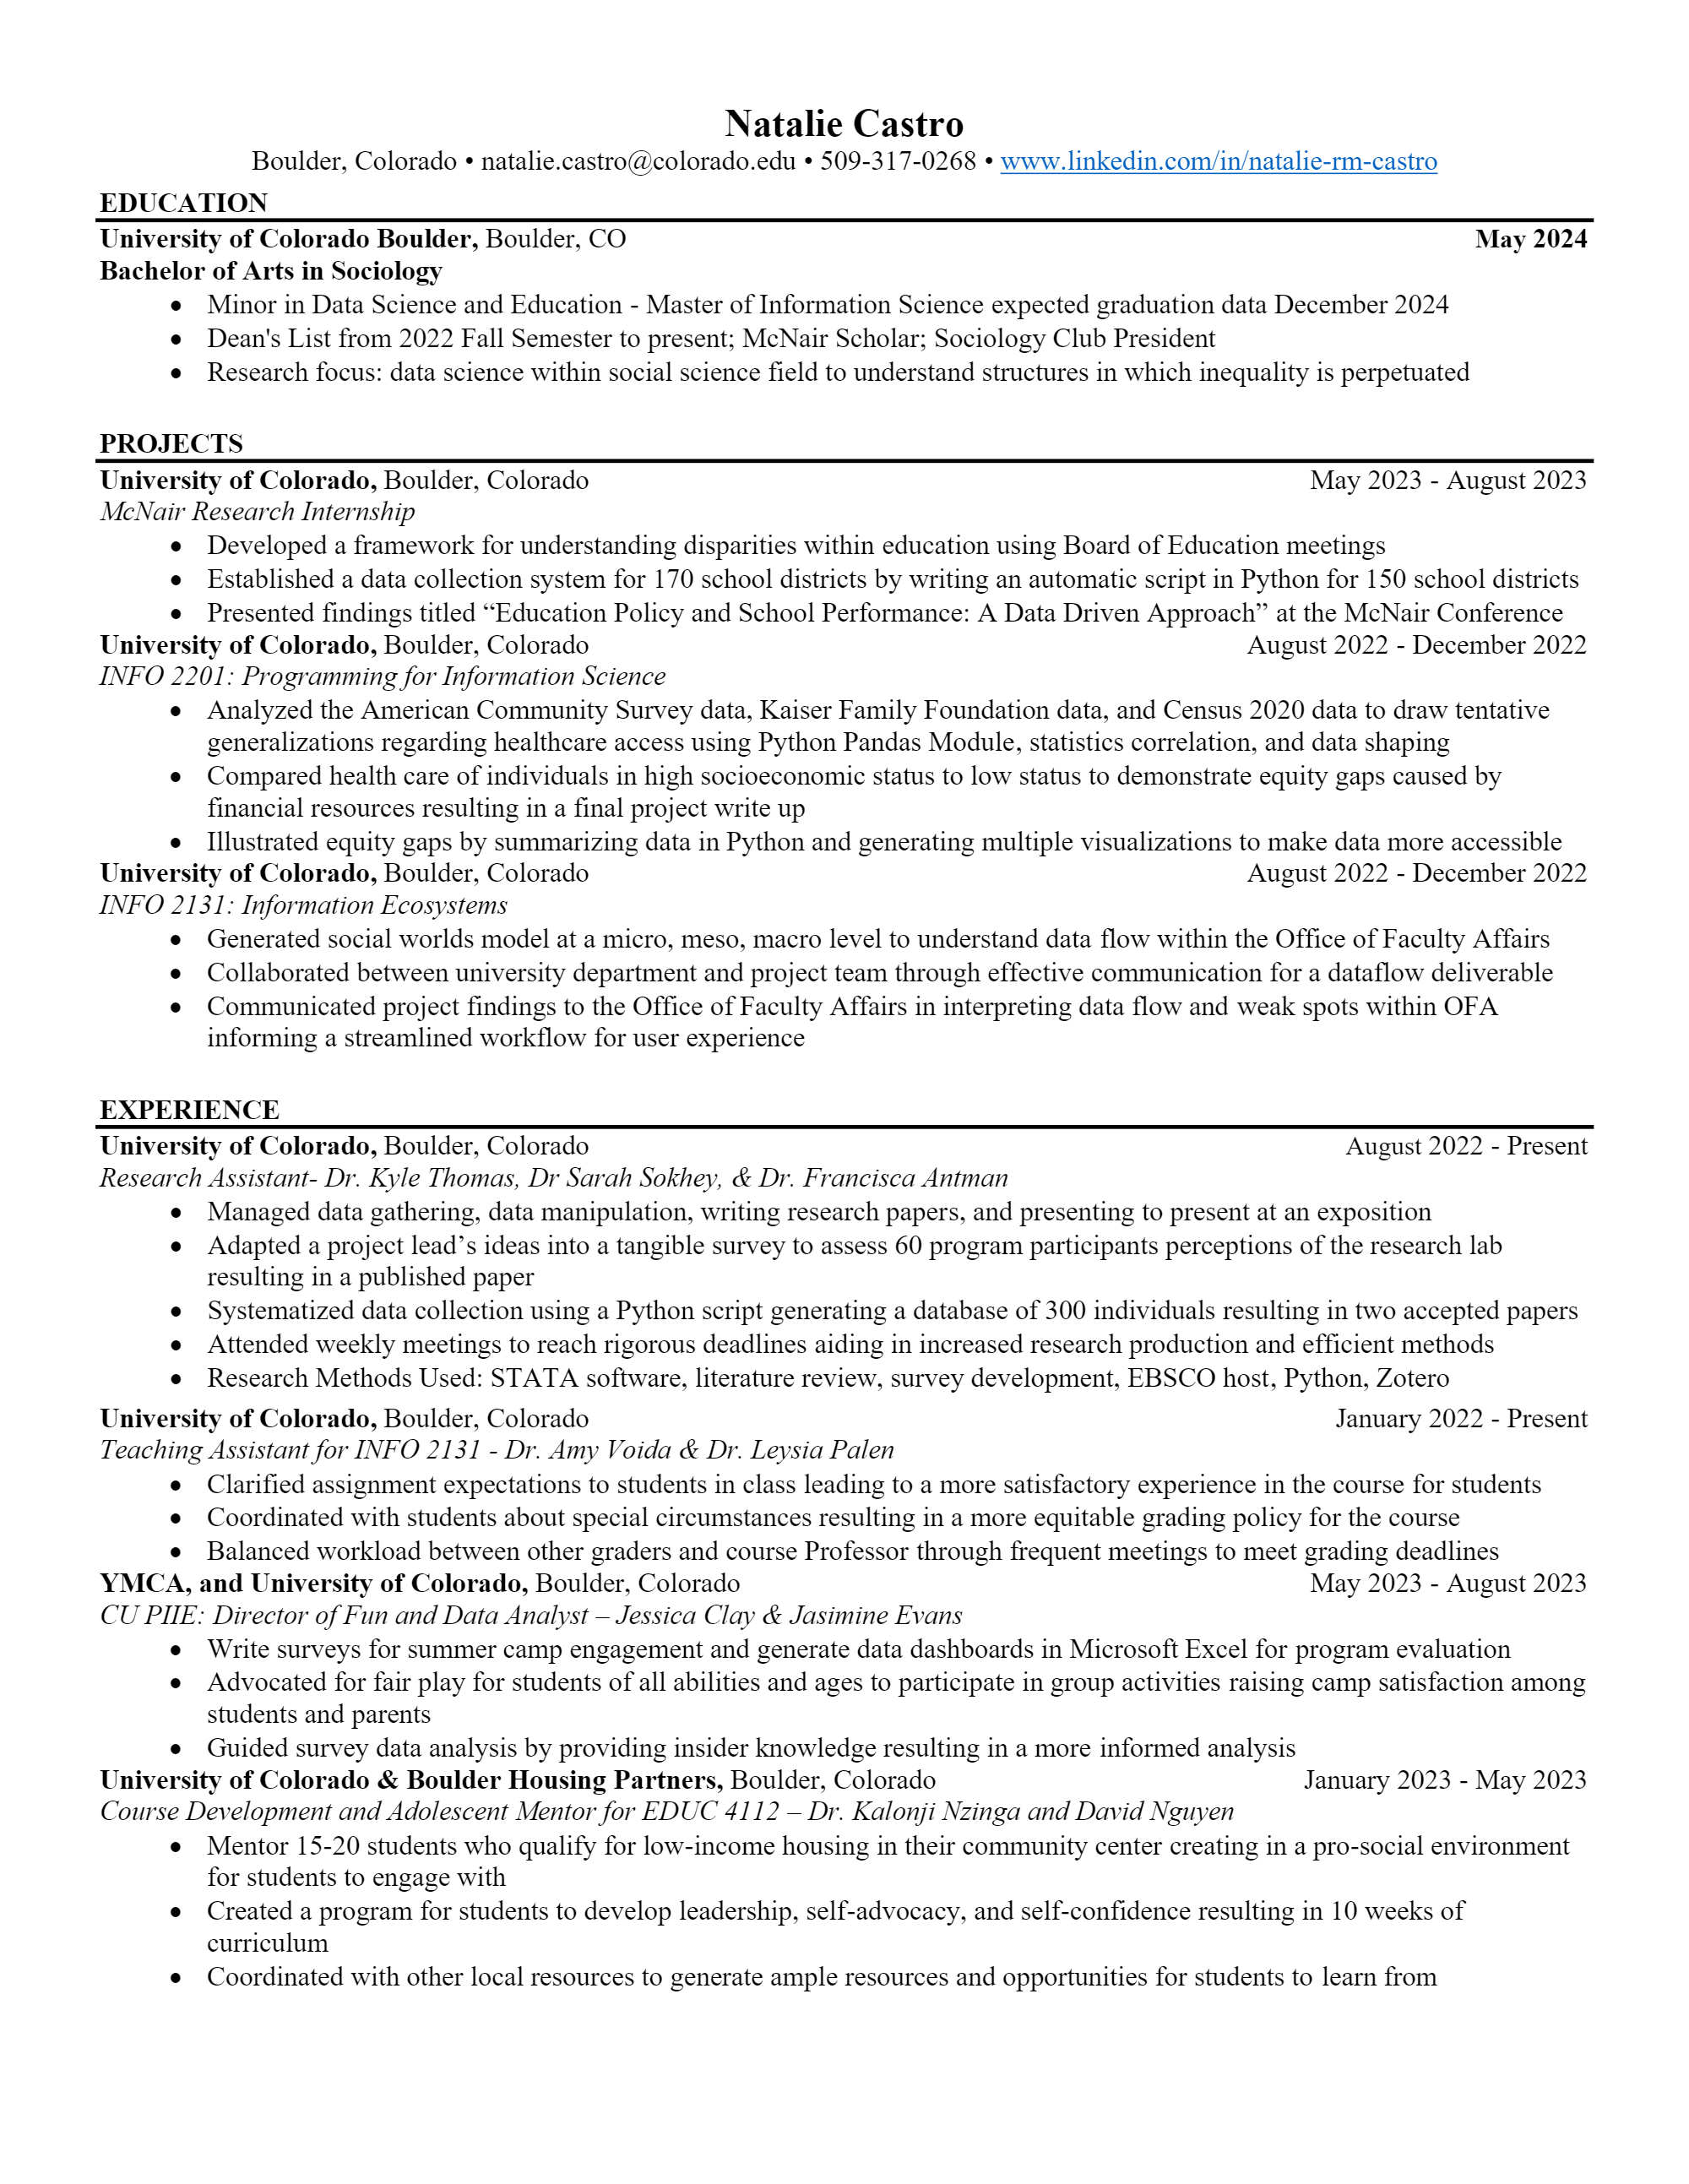 Natalie Castro
Boulder, Colorado • natalie.castro@colorado.edu • 509-317-0268 • www.linkedin.com/in/natalie-rm-castro
EDUCATION
University of Colorado Boulder, Boulder, CO May 2024
Bachelor of Arts in Sociology
• Minor in Data Science and Education - Master of Information Science expected graduation data December 2024
• Dean's List from 2022 Fall Semester to present; McNair Scholar; Sociology Club President
• Research focus: data science within social science field to understand structures in which inequality is perpetuated
PROJECTS
University of Colorado, Boulder, Colorado May 2023 - August 2023
McNair Research Internship
• Developed a framework for understanding disparities within education using Board of Education meetings
• Established a data collection system for 170 school districts by writing an automatic script in Python for 150 school districts
• Presented findings titled “Education Policy and School Performance: A Data Driven Approach” at the McNair Conference
University of Colorado, Boulder, Colorado August 2022 - December 2022
INFO 2201: Programming for Information Science
• Analyzed the American Community Survey data, Kaiser Family Foundation data, and Census 2020 data to draw tentative
generalizations regarding healthcare access using Python Pandas Module, statistics correlation, and data shaping
• Compared health care of individuals in high socioeconomic status to low status to demonstrate equity gaps caused by
financial resources resulting in a final project write up
• Illustrated equity gaps by summarizing data in Python and generating multiple visualizations to make data more accessible
University of Colorado, Boulder, Colorado August 2022 - December 2022
INFO 2131: Information Ecosystems
• Generated social worlds model at a micro, meso, macro level to understand data flow within the Office of Faculty Affairs
• Collaborated between university department and project team through effective communication for a dataflow deliverable
• Communicated project findings to the Office of Faculty Affairs in interpreting data flow and weak spots within OFA
informing a streamlined workflow for user experience
EXPERIENCE
University of Colorado, Boulder, Colorado August 2022 - Present
Research Assistant- Dr. Kyle Thomas, Dr Sarah Sokhey, & Dr. Francisca Antman
• Managed data gathering, data manipulation, writing research papers, and presenting to present at an exposition
• Adapted a project lead’s ideas into a tangible survey to assess 60 program participants perceptions of the research lab
resulting in a published paper
• Systematized data collection using a Python script generating a database of 300 individuals resulting in two accepted papers
• Attended weekly meetings to reach rigorous deadlines aiding in increased research production and efficient methods
• Research Methods Used: STATA software, literature review, survey development, EBSCO host, Python, Zotero
University of Colorado, Boulder, Colorado January 2022 - Present
Teaching Assistant for INFO 2131 - Dr. Amy Voida & Dr. Leysia Palen
• Clarified assignment expectations to students in class leading to a more satisfactory experience in the course for students
• Coordinated with students about special circumstances resulting in a more equitable grading policy for the course
• Balanced workload between other graders and course Professor through frequent meetings to meet grading deadlines
YMCA, and University of Colorado, Boulder, Colorado May 2023 - August 2023
CU PIIE: Director of Fun and Data Analyst – Jessica Clay & Jasimine Evans
• Write surveys for summer camp engagement and generate data dashboards in Microsoft Excel for program evaluation
• Advocated for fair play for students of all abilities and ages to participate in group activities raising camp satisfaction among
students and parents
• Guided survey data analysis by providing insider knowledge resulting in a more informed analysis
University of Colorado & Boulder Housing Partners, Boulder, Colorado January 2023 - May 2023
Course Development and Adolescent Mentor for EDUC 4112 – Dr. Kalonji Nzinga and David Nguyen
• Mentor 15-20 students who qualify for low-income housing in their community center creating in a pro-social environment
for students to engage with
• Created a program for students to develop leadership, self-advocacy, and self-confidence resulting in 10 weeks of
curriculum
• Coordinated with other local resources to generate ample resources and opportunities for students to learn from